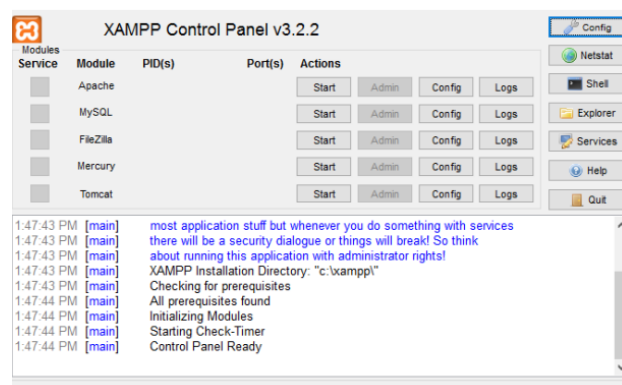 XAMPP Control Panel v3.2.2
Config
Modules
Service Module PID(s) Port(s) Actions
Netstat
Apache Start Admin Config Logs
Shell
MySQL Start Admin Config Logs
Explorer
FileZilla Start Admin Config Logs
Services
Mercury Start Admin Config Logs
Help
Tomcat Start Admin Config Logs
Quit
1:47:43 PM [main] most application stuff but whenever you do something with services
1:47:43 PM [main] there will be a security dialogue or things will break! So think
1:47:43 PM [main] about running this application with administrator rights!
1:47:43 PM [main] XAMPP Installation Directory: "c:\xampp\"
1:47:43 PM [main] Checking for prerequisites
1:47:44 PM [main] All prerequisites found
1:47:44 PM [main] Initializing Modules
1:47:44 PM [main] Starting Check-Timer
1:47:44 PM [main] Control Panel Ready